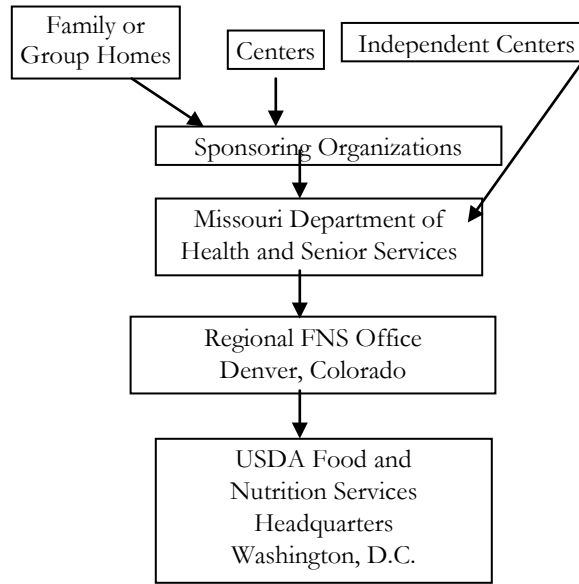 Family or
Group Homes
Centers
Independent Centers
Sponsoring Organizations
Missouri Department of
Health and Senior Services
Regional FNS Office
Denver, Colorado
USDA Food and
Nutrition Services
Headquarters
Washington, D.C.